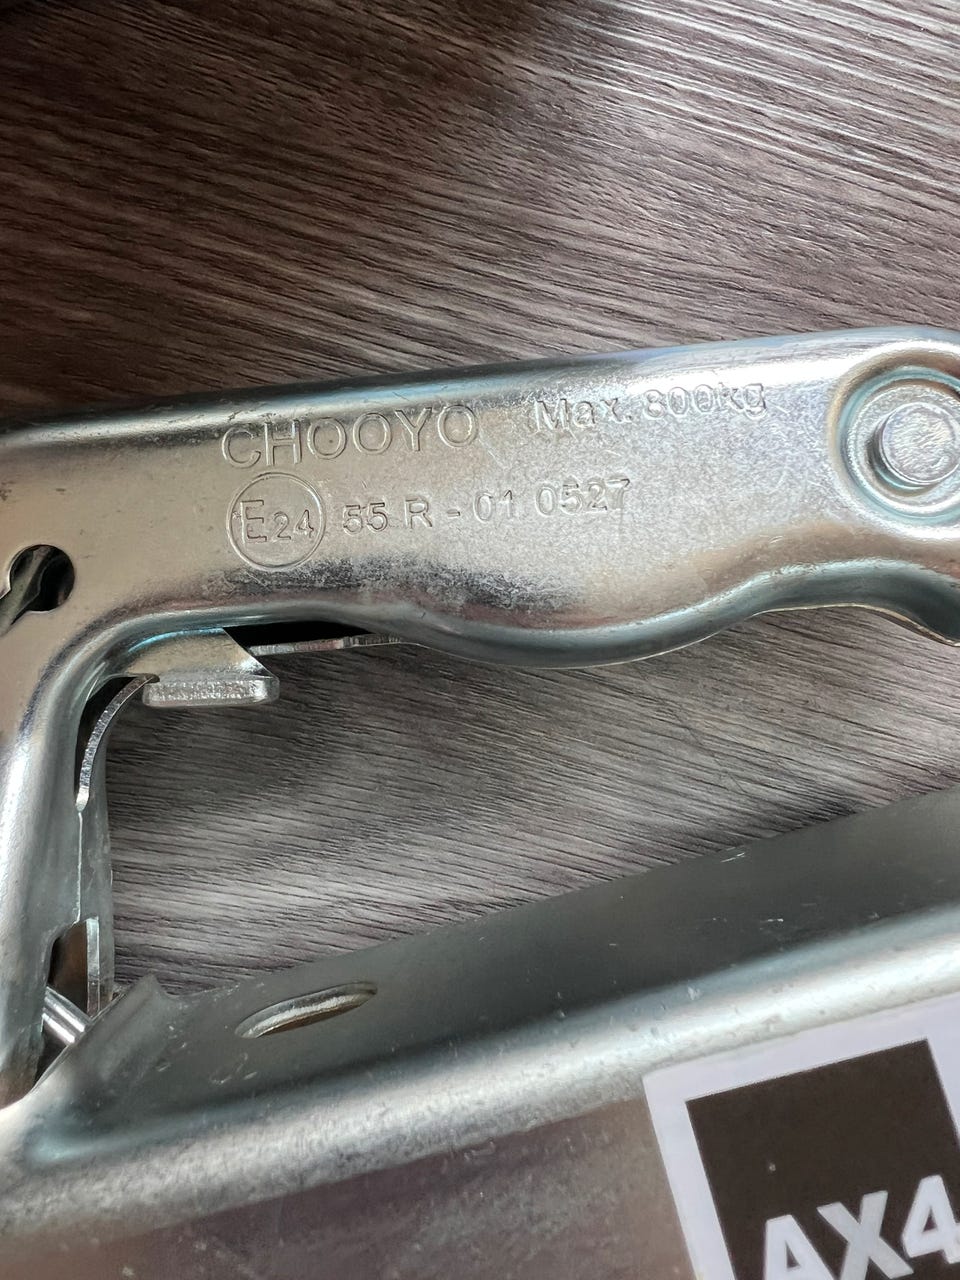 CHOOYO Max. 800kg
E24 55 R - 01 0527
AX4